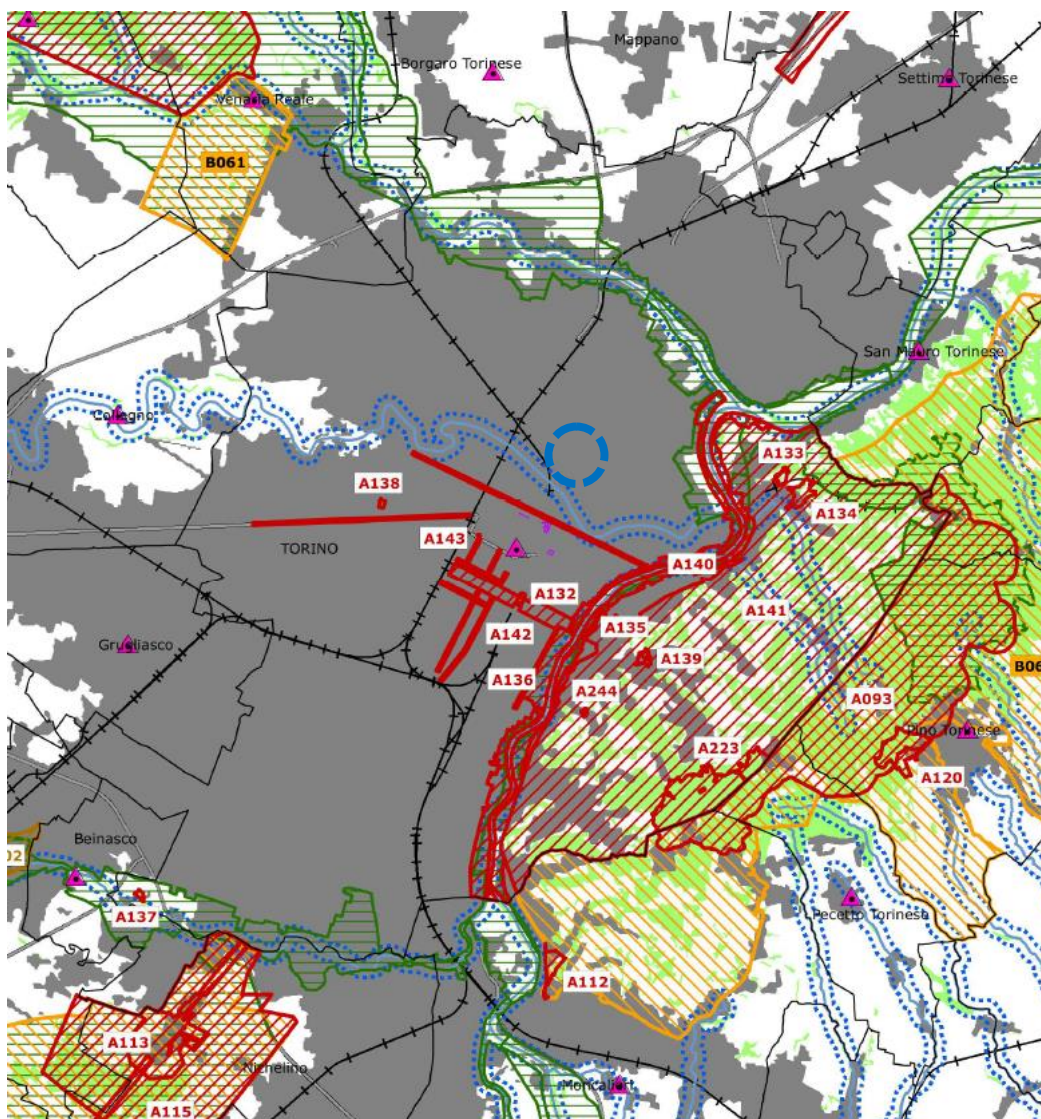 Mappano
Borgaro Torinese
Settimo Torinese
Venaria Reale
B061
San Mauro Torinese
Collegno
A133
A138
A134
A143
TORINO
A140
A132
A141
A135
A142
Grugliasco
A139
A136
A244
A093
B06
Pino Torinese
A223
A120
Beinasco
02
A137
Pecetto Torinese
A112
A113
Nichelino
Moncalieri
A115